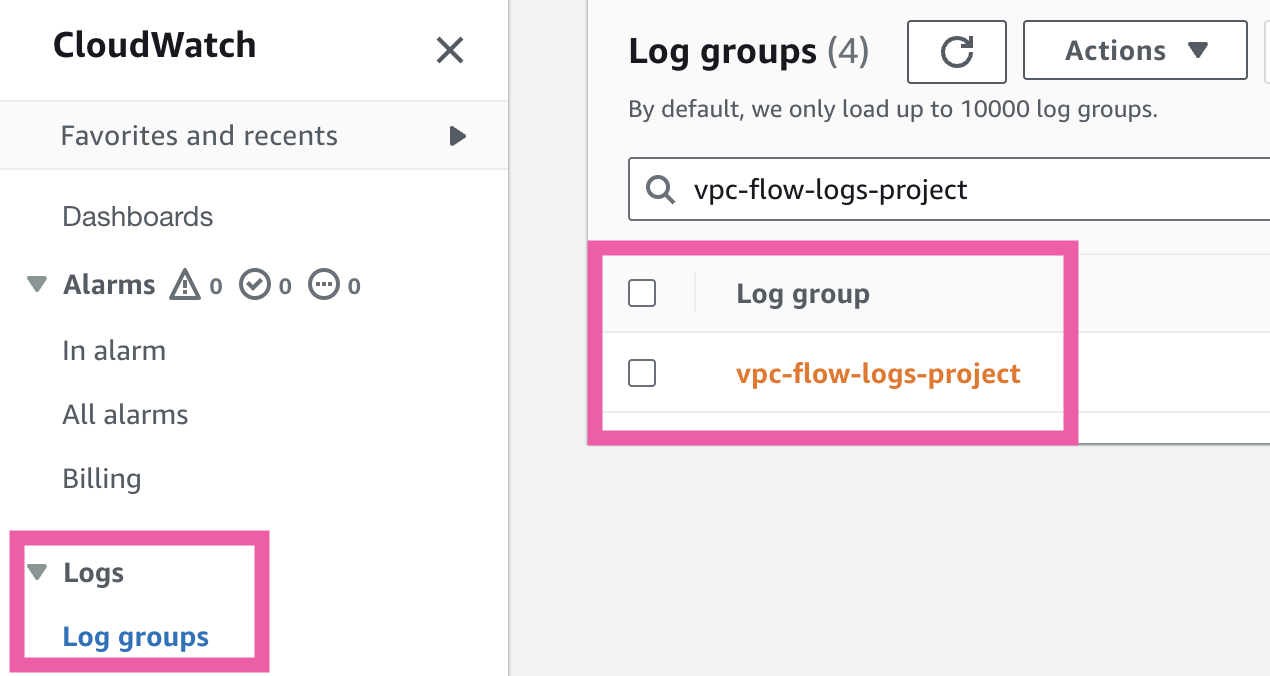 CloudWatch
Favorites and recents
Dashboards
Alarms 0 0 0
In alarm
All alarms
Billing
Logs
Log groups
Log groups (4)
Actions
By default, we only load up to 10000 log groups.
vpc-flow-logs-project
Log group
vpc-flow-logs-project